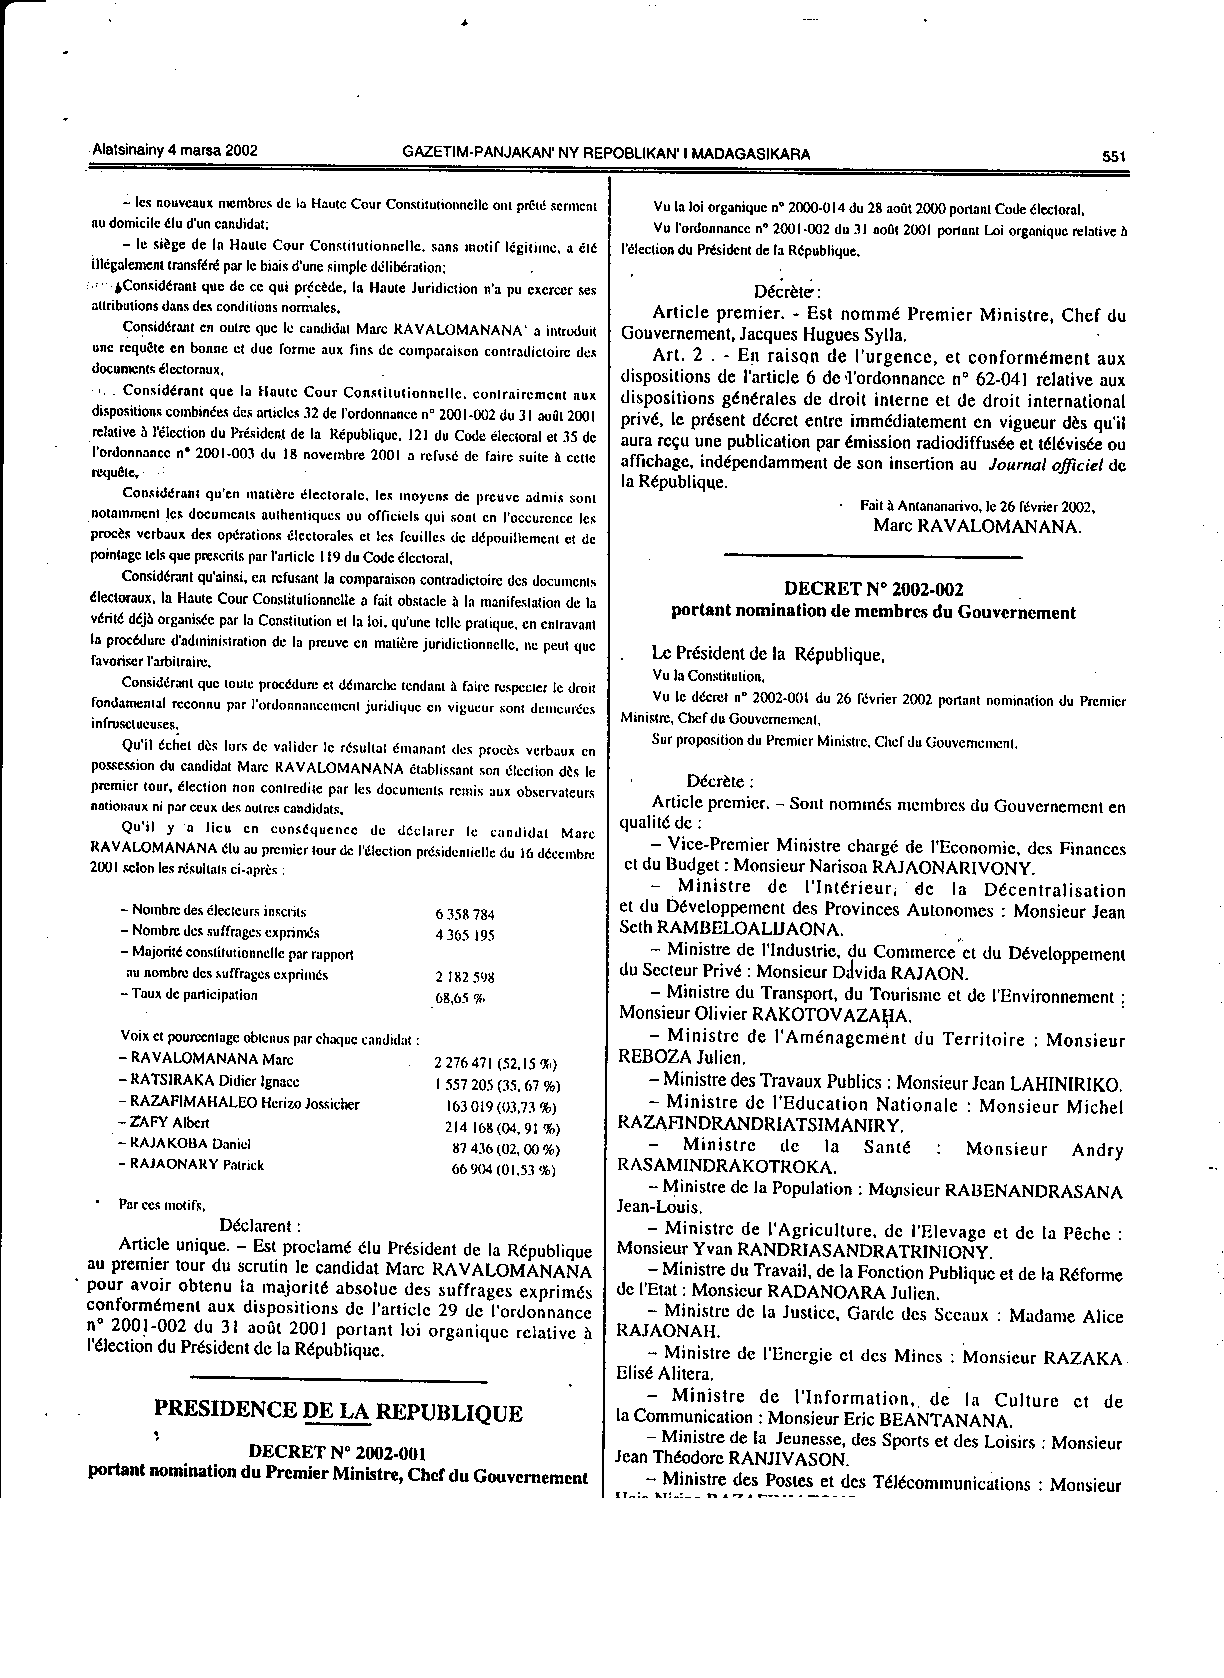 Alatsinainy 4 marsa 2002
GAZETIM-PANJAKAN' NY REPOBLIKAN' I MADAGASIKARA
551
– les nouveaux membres de la Haute Cour Constitutionnelle ont prêté serment
au domicile élu d'un candidat;
– le siège de la Haute Cour Constitutionnelle, sans motif légitime, a été
illégalement transféré par le biais d'une simple délibération;
Considérant que de ce qui précède, la Haute Juridiction n'a pu exercer ses
attributions dans des conditions normales,
Considérant en outre que le candidat Marc RAVALOMANANA a introduit
une requête en bonne et due forme aux fins de comparaison contradictoire des
documents électoraux,
Considérant que la Haute Cour Constitutionnelle, contrairement aux
dispositions combinées des articles 32 de l'ordonnance n° 2001-002 du 31 août 2001
relative à l'élection du Président de la République, 121 du Code électoral et 35 de
l'ordonnance n° 2001-003 du 18 novembre 2001 a refusé de faire suite à cette
requête,
Considérant qu'en matière électorale, les moyens de preuve admis sont
notamment les documents authentiques ou officiels qui sont en l'occurence les
procès verbaux des opérations électorales et les feuilles de dépouillement et de
pointage tels que prescrits par l'article 119 du Code électoral,
Considérant qu'ainsi, en refusant la comparaison contradictoire des documents
électoraux, la Haute Cour Constitutionnelle a fait obstacle à la manifestation de la
vérité déjà organisée par la Constitution et la loi, qu'une telle pratique, en entravant
la procédure d'administration de la preuve en matière juridictionnelle, ne peut que
favoriser l'arbitraire,
Considérant que toute procédure et démarche tendant à faire respecter le droit
fondamental reconnu par l'ordonnancement juridique en vigueur sont demeurées
infructueuses,
Qu'il échet dès lors de valider le résultat émanant des procès verbaux en
possession du candidat Marc RAVALOMANANA établissant son élection dès le
premier tour, élection non contredite par les documents remis aux observateurs
nationaux ni par ceux des autres candidats,
Qu'il y a lieu en conséquence de déclarer le candidat Marc
RAVALOMANANA élu au premier tour de l'élection présidentielle du 16 décembre
2001 selon les résultats ci-après :
– Nombre des électeurs inscrits 6 358 784
– Nombre des suffrages exprimés 4 365 195
– Majorité constitutionnelle par rapport
au nombre des suffrages exprimés 2 182 598
– Taux de participation 68,65 %
Voix et pourcentage obtenus par chaque candidat :
– RAVALOMANANA Marc 2 276 471 (52,15 %)
– RATSIRAKA Didier Ignace 1 557 205 (35, 67 %)
– RAZAFIMAHALEO Herizo Jossicher 163 019 (03,73 %)
– ZAFY Albert 214 168 (04, 91 %)
– RAJAKOBA Daniel 87 436 (02, 00 %)
– RAJAONARY Patrick 66 904 (01,53 %)
Par ces motifs,
Déclarent :
Article unique. – Est proclamé élu Président de la République
au premier tour du scrutin le candidat Marc RAVALOMANANA
pour avoir obtenu la majorité absolue des suffrages exprimés
conformément aux dispositions de l'article 29 de l'ordonnance
n° 2001-002 du 31 août 2001 portant loi organique relative à
l'élection du Président de la République.
PRESIDENCE DE LA REPUBLIQUE
DECRET N° 2002-001
portant nomination du Premier Ministre, Chef du Gouvernement
Vu la loi organique n° 2000-014 du 28 août 2000 portant Code électoral,
Vu l'ordonnance n° 2001-002 du 31 août 2001 portant Loi organique relative à
l'élection du Président de la République,
Décrète :
Article premier. - Est nommé Premier Ministre, Chef du
Gouvernement, Jacques Hugues Sylla.
Art. 2 . - En raison de l'urgence, et conformément aux
dispositions de l'article 6 de l'ordonnance n° 62-041 relative aux
dispositions générales de droit interne et de droit international
privé, le présent décret entre immédiatement en vigueur dès qu'il
aura reçu une publication par émission radiodiffusée et télévisée ou
affichage, indépendamment de son insertion au Journal officiel de
la République.
Fait à Antananarivo, le 26 février 2002,
Marc RAVALOMANANA.
DECRET N° 2002-002
portant nomination de membres du Gouvernement
Le Président de la République,
Vu la Constitution,
Vu le décret n° 2002-001 du 26 février 2002 portant nomination du Premier
Ministre, Chef du Gouvernement,
Sur proposition du Premier Ministre, Chef du Gouvernement,
Décrète :
Article premier. – Sont nommés membres du Gouvernement en
qualité de :
– Vice-Premier Ministre chargé de l'Economie, des Finances
et du Budget : Monsieur Narisoa RAJAONARIVONY.
– Ministre de l'Intérieur, de la Décentralisation
et du Développement des Provinces Autonomes : Monsieur Jean
Seth RAMBELOALIJAONA.
– Ministre de l'Industrie, du Commerce et du Développement
du Secteur Privé : Monsieur Davida RAJAON.
– Ministre du Transport, du Tourisme et de l'Environnement :
Monsieur Olivier RAKOTOVAZAHA.
– Ministre de l'Aménagement du Territoire : Monsieur
REBOZA Julien.
– Ministre des Travaux Publics : Monsieur Jean LAHINIRIKO.
– Ministre de l'Education Nationale : Monsieur Michel
RAZAFINDRANDRIATSIMANIRY.
– Ministre de la Santé : Monsieur Andry
RASAMINDRAKOTROKA.
– Ministre de la Population : Monsieur RABENANDRASANA
Jean-Louis.
– Ministre de l'Agriculture, de l'Elevage et de la Pêche :
Monsieur Yvan RANDRIASANDRATRINIONY.
– Ministre du Travail, de la Fonction Publique et de la Réforme
de l'Etat : Monsieur RADANOARA Julien.
– Ministre de la Justice, Garde des Sceaux : Madame Alice
RAJAONAH.
– Ministre de l'Energie et des Mines : Monsieur RAZAKA
Elisé Alitera.
– Ministre de l'Information, de la Culture et de
la Communication : Monsieur Eric BEANTANANA.
– Ministre de la Jeunesse, des Sports et des Loisirs : Monsieur
Jean Théodore RANJIVASON.
– Ministre des Postes et des Télécommunications : Monsieur